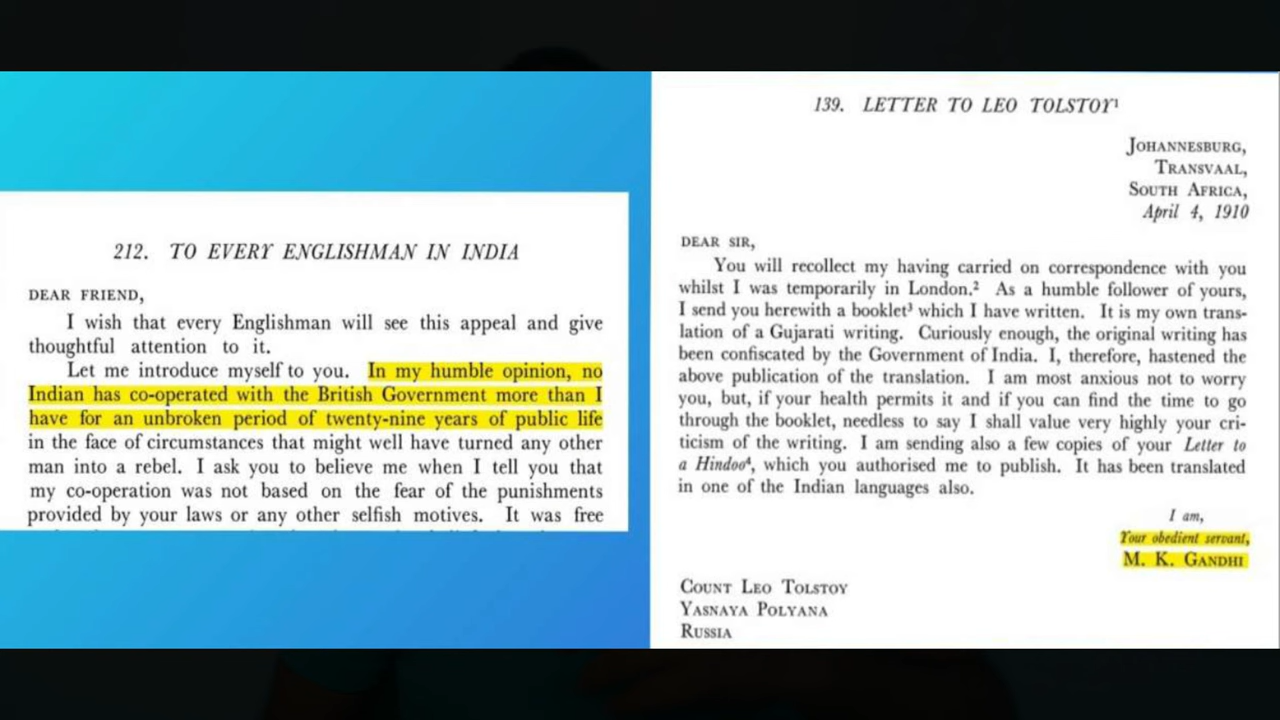 212. TO EVERY ENGLISHMAN IN INDIA
DEAR FRIEND,
I wish that every Englishman will see this appeal and give
thoughtful attention to it.
Let me introduce myself to you. In my humble opinion, no
Indian has co-operated with the British Government more than I
have for an unbroken period of twenty-nine years of public life
in the face of circumstances that might well have turned any other
man into a rebel. I ask you to believe me when I tell you that
my co-operation was not based on the fear of the punishments
provided by your laws or any other selfish motives. It was free
139. LETTER TO LEO TOLSTOY¹
JOHANNESBURG,
TRANSVAAL,
SOUTH AFRICA,
April 4, 1910
DEAR SIR,
You will recollect my having carried on correspondence with you
whilst I was temporarily in London.² As a humble follower of yours,
I send you herewith a booklet³ which I have written. It is my own trans-
lation of a Gujarati writing. Curiously enough, the original writing has
been confiscated by the Government of India. I, therefore, hastened the
above publication of the translation. I am most anxious not to worry
you, but, if your health permits it and if you can find the time to go
through the booklet, needless to say I shall value very highly your cri-
ticism of the writing. I am sending also a few copies of your Letter to
a Hindoo⁴, which you authorised me to publish. It has been translated
in one of the Indian languages also.
I am,
Your obedient servant,
M. K. GANDHI
COUNT LEO TOLSTOY
YASNAYA POLYANA
RUSSIA